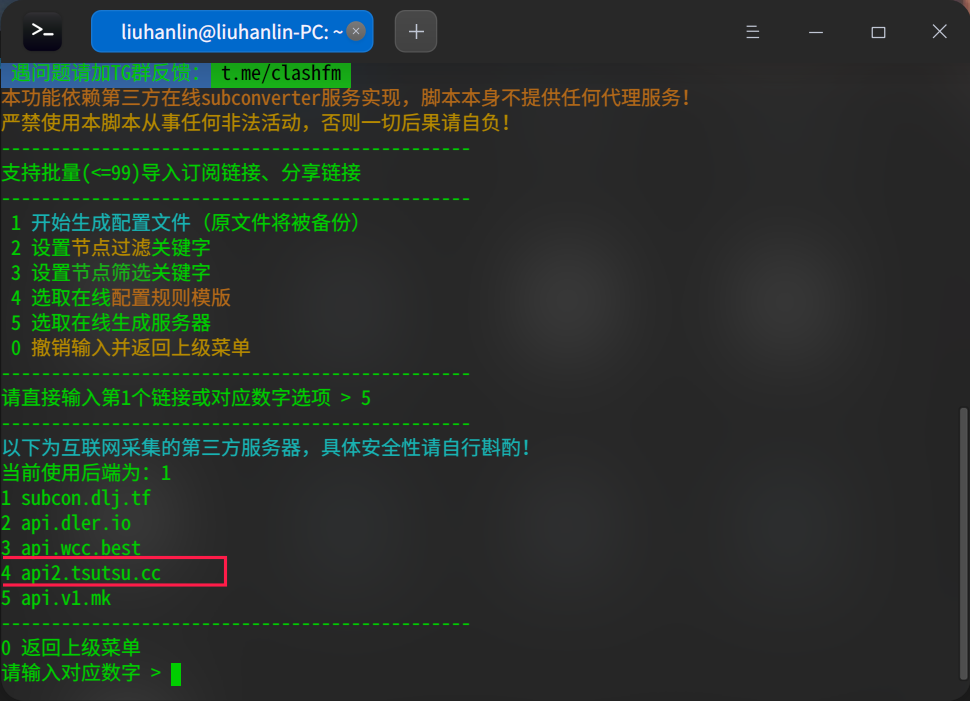 liuhanlin@liuhanlin-PC: ~
遇问题请加TG群反馈： t.me/clashfm
本功能依赖第三方在线subconverter服务实现，脚本本身不提供任何代理服务！
严禁使用本脚本从事任何非法活动，否则一切后果请自负！
-----------------------------------------------
支持批量(<=99)导入订阅链接、分享链接
-----------------------------------------------
1 开始生成配置文件（原文件将被备份）
2 设置节点过滤关键字
3 设置节点筛选关键字
4 选取在线配置规则模版
5 选取在线生成服务器
0 撤销输入并返回上级菜单
-----------------------------------------------
请直接输入第1个链接或对应数字选项 > 5
-----------------------------------------------
以下为互联网采集的第三方服务器，具体安全性请自行斟酌！
当前使用后端为：1
1 subcon.dlj.tf
2 api.dler.io
3 api.wcc.best
4 api2.tsutsu.cc
5 api.v1.mk
-----------------------------------------------
0 返回上级菜单
请输入对应数字 >